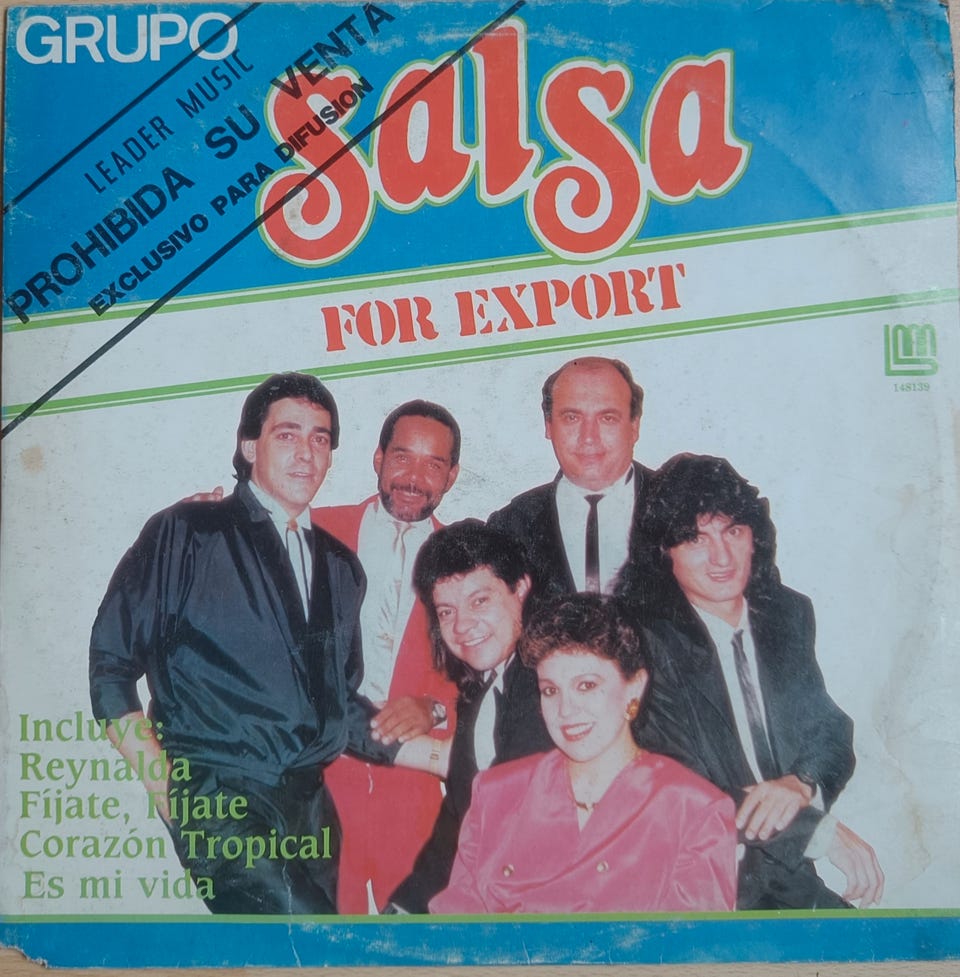 GRUPO
Salsa
FOR EXPORT
LEADER MUSIC
PROHIBIDA SU VENTA
EXCLUSIVO PARA DIFUSION
LM
148139
Incluye:
Reynalda
Fíjate, Fíjate
Corazón Tropical
Es mi vida